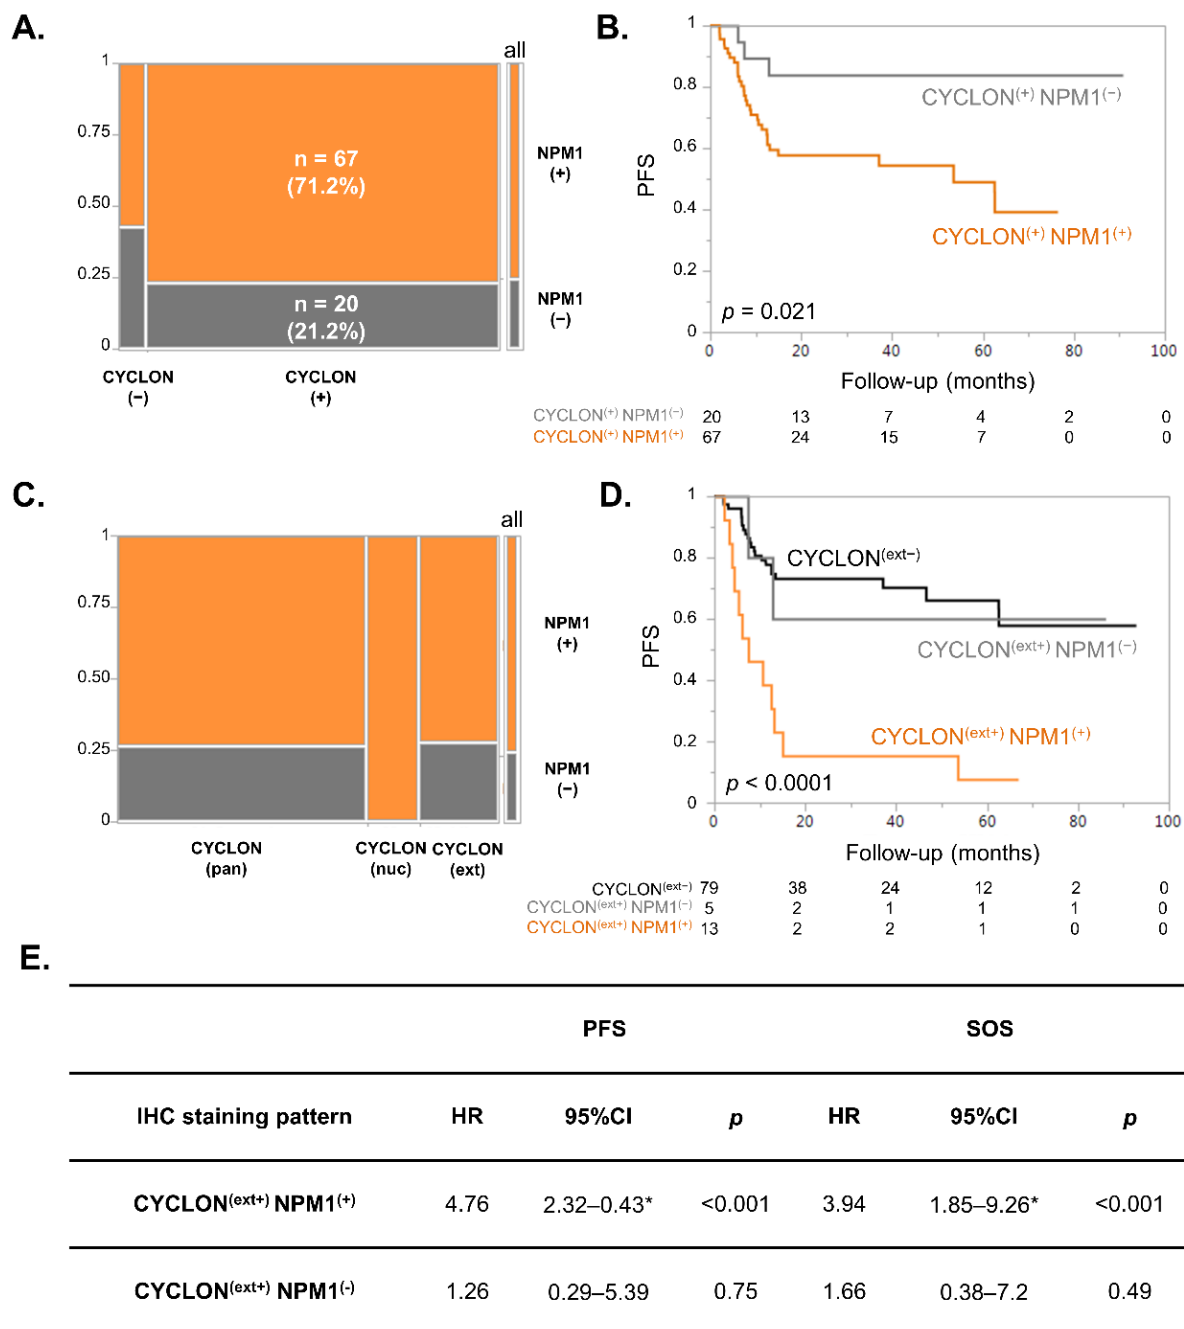 A.
all
1
0.75
0.50
0.25
0
n = 67
(71.2%)
n = 20
(21.2%)
NPM1
(+)
NPM1
(−)
CYCLON
(−)
CYCLON
(+)
B.
PFS
1
0.8
0.6
0.4
0.2
0
CYCLON(+) NPM1(−)
CYCLON(+) NPM1(+)
p = 0.021
0 20 40 60 80 100
Follow-up (months)
CYCLON(+) NPM1(−) 20 13 7 4 2 0
CYCLON(+) NPM1(+) 67 24 15 7 0 0
C.
all
1
0.75
0.50
0.25
0
NPM1
(+)
NPM1
(−)
CYCLON
(pan)
CYCLON
(nuc)
CYCLON
(ext)
D.
PFS
1
0.8
0.6
0.4
0.2
0
CYCLON(ext−)
CYCLON(ext+) NPM1(−)
CYCLON(ext+) NPM1(+)
p < 0.0001
0 20 40 60 80 100
Follow-up (months)
CYCLON(ext−) 79 38 24 12 2 0
CYCLON(ext+) NPM1(−) 5 2 1 1 1 0
CYCLON(ext+) NPM1(+) 13 2 2 1 0 0
E.
PFS SOS
IHC staining pattern HR 95%CI p HR 95%CI p
CYCLON(ext+) NPM1(+) 4.76 2.32–0.43* <0.001 3.94 1.85–9.26* <0.001
CYCLON(ext+) NPM1(-) 1.26 0.29–5.39 0.75 1.66 0.38–7.2 0.49